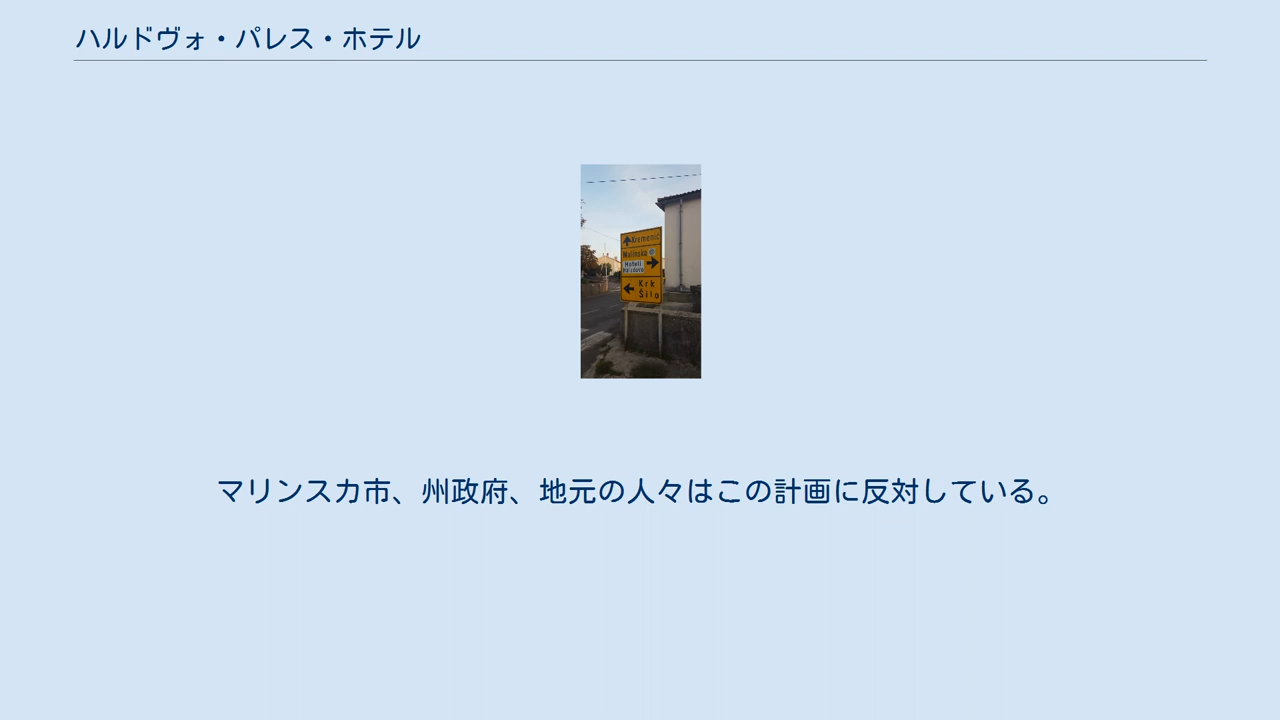 ハルドヴォ・パレス・ホテル
Kremenić
Malinska
Hoteli
Haludovo
Krk
Šilo
マリンスカ市、州政府、地元の人々はこの計画に反対している。